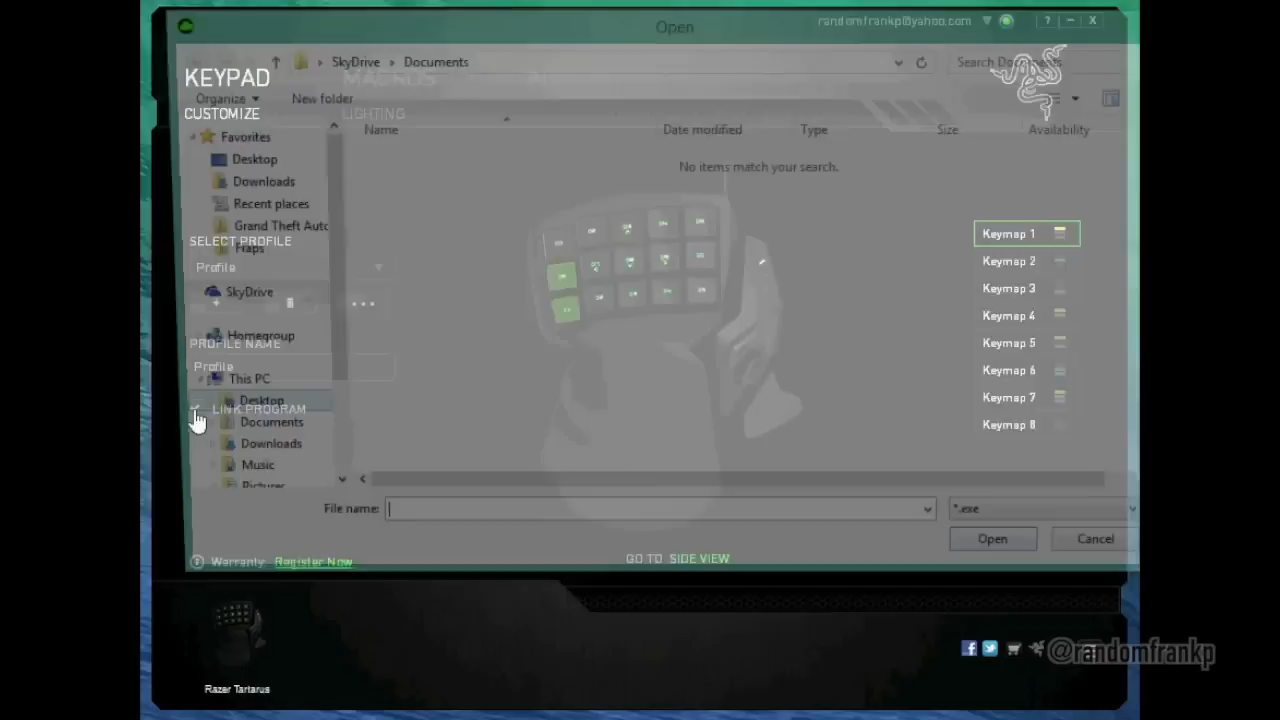 Open
randomfrankp@yahoo.com
?
SkyDrive
Documents
Search Documents
KEYPAD
MACROS
Organize
New folder
CUSTOMIZE
LIGHTING
Favorites
Name
Date modified
Type
Size
Availability
Desktop
No items match your search.
Downloads
Recent places
Grand Theft Auto
SELECT PROFILE
Fraps
Profile
SkyDrive
Homegroup
PROFILE NAME
Profile
This PC
Desktop
LINK PROGRAM
Documents
Downloads
Music
Pictures
Keymap 1
Keymap 2
Keymap 3
Keymap 4
Keymap 5
Keymap 6
Keymap 7
Keymap 8
File name:
*.exe
Open
Cancel
Warranty: Register Now
GO TO SIDE VIEW
@randomfrankp
Razer Tartarus